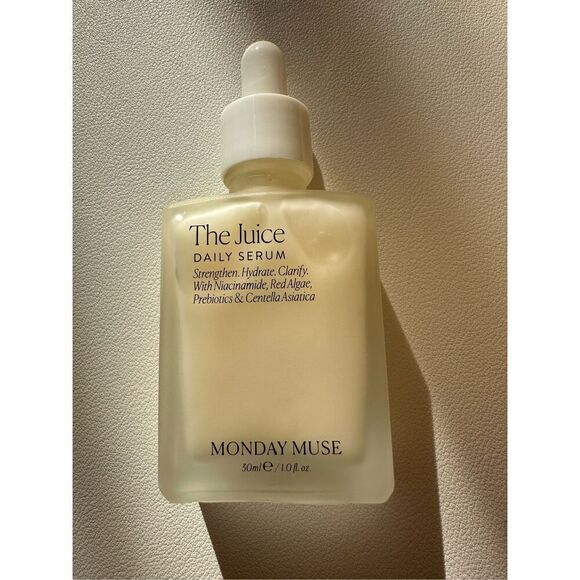 The Juice
DAILY SERUM
Strengthen. Hydrate. Clarify.
With Niacinamide, Red Algae,
Prebiotics & Centella Asiatica
MONDAY MUSE
30ml ℮ / 1.0 fl. oz.